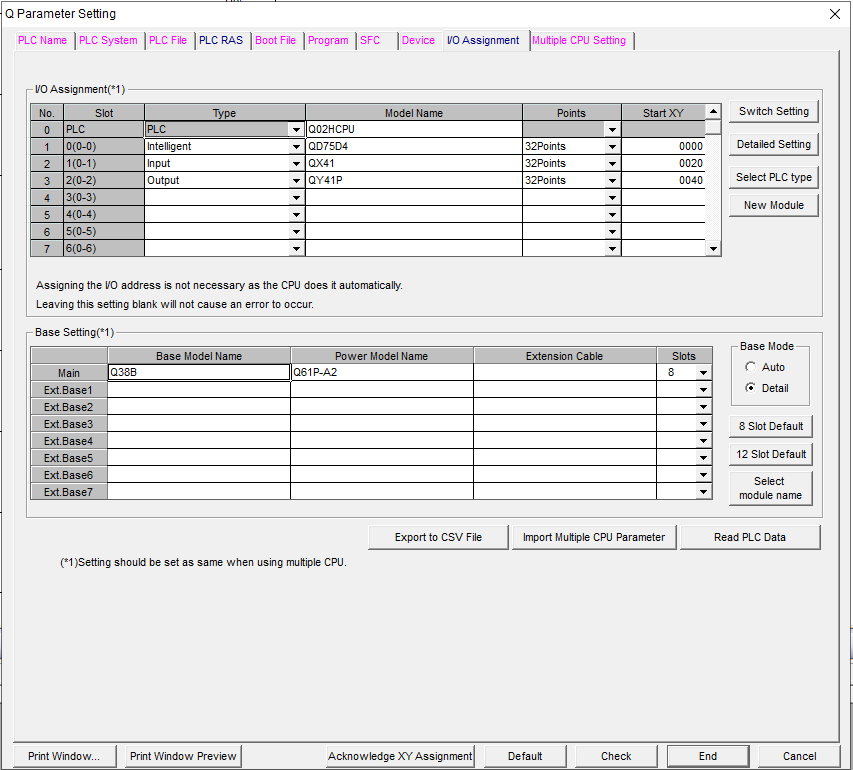 Q Parameter Setting
PLC Name PLC System PLC File PLC RAS Boot File Program SFC Device I/O Assignment Multiple CPU Setting
I/O Assignment(*1)
No. Slot Type Model Name Points Start XY
0 PLC PLC Q02HCPU
1 0(0-0) Intelligent QD75D4 32Points 0000
2 1(0-1) Input QX41 32Points 0020
3 2(0-2) Output QY41P 32Points 0040
4 3(0-3)
5 4(0-4)
6 5(0-5)
7 6(0-6)
Switch Setting
Detailed Setting
Select PLC type
New Module
Assigning the I/O address is not necessary as the CPU does it automatically.
Leaving this setting blank will not cause an error to occur.
Base Setting(*1)
Base Model Name Power Model Name Extension Cable Slots
Main Q38B Q61P-A2 8
Ext.Base1
Ext.Base2
Ext.Base3
Ext.Base4
Ext.Base5
Ext.Base6
Ext.Base7
Base Mode
Auto
Detail
8 Slot Default
12 Slot Default
Select
module name
Export to CSV File Import Multiple CPU Parameter Read PLC Data
(*1)Setting should be set as same when using multiple CPU.
Print Window... Print Window Preview Acknowledge XY Assignment Default Check End Cancel